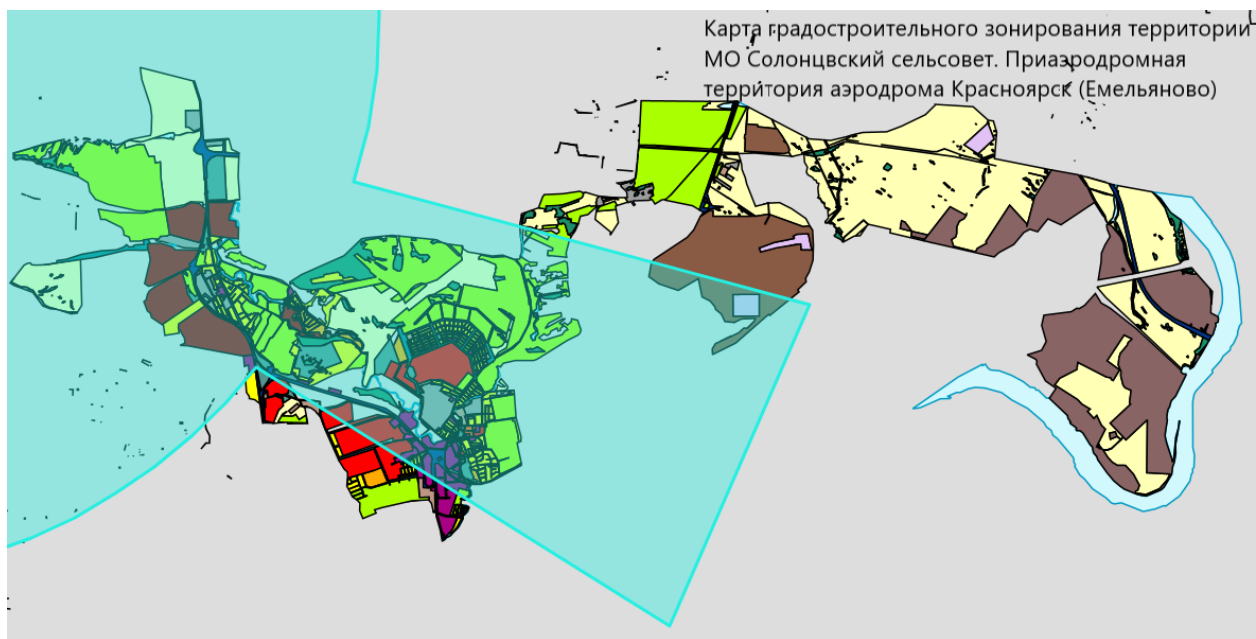 Карта градостроительного зонирования территории
МО Солонцвский сельсовет. Приаэродромная
территория аэродрома Красноярск (Емельяново)